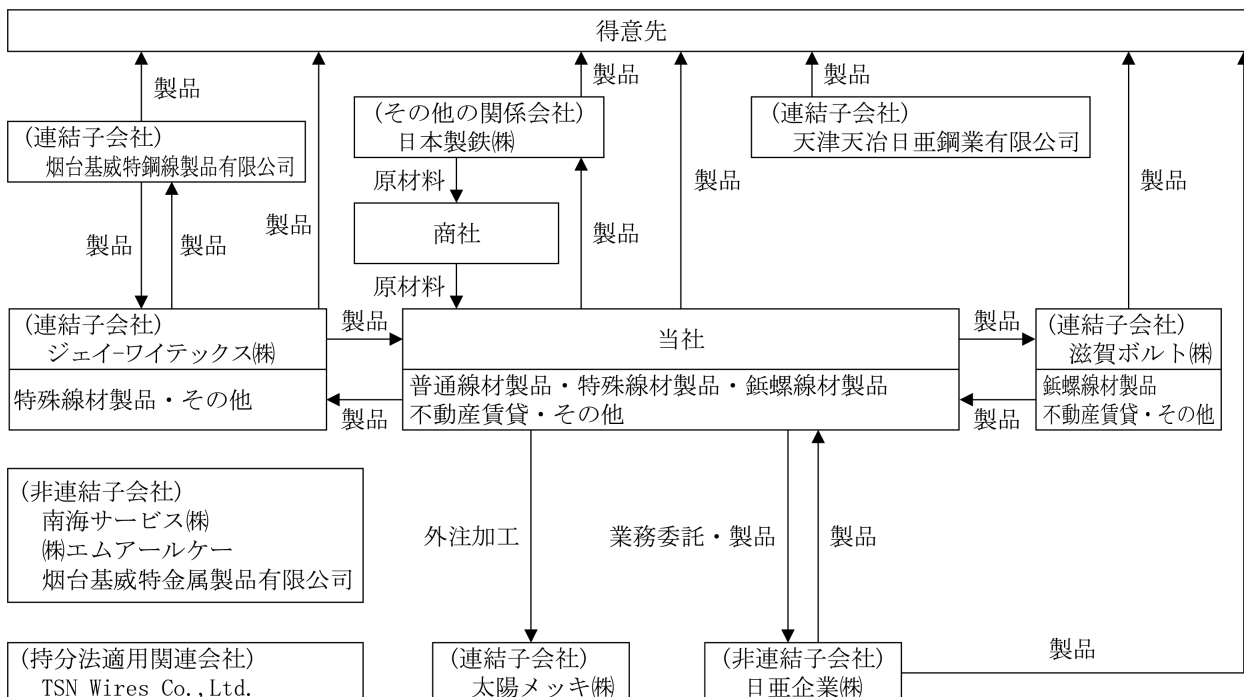 得意先
製品
製品
製品
製品
製品
(連結子会社)
烟台基威特鋼線製品有限公司
(その他の関係会社)
日本製鉄㈱
(連結子会社)
天津天冶日亜鋼業有限公司
原材料
商社
原材料
製品
製品
製品
製品
(連結子会社)
ジェイ-ワイテックス㈱
特殊線材製品・その他
製品
製品
当社
普通線材製品・特殊線材製品・鋲螺線材製品
不動産賃貸・その他
製品
製品
(連結子会社)
滋賀ボルト㈱
鋲螺線材製品
不動産賃貸・その他
(非連結子会社)
南海サービス㈱
㈱エムアールケー
烟台基威特金属製品有限公司
外注加工
業務委託・製品
製品
(持分法適用関連会社)
TSN Wires Co.,Ltd.
(連結子会社)
太陽メッキ㈱
(非連結子会社)
日亜企業㈱
製品